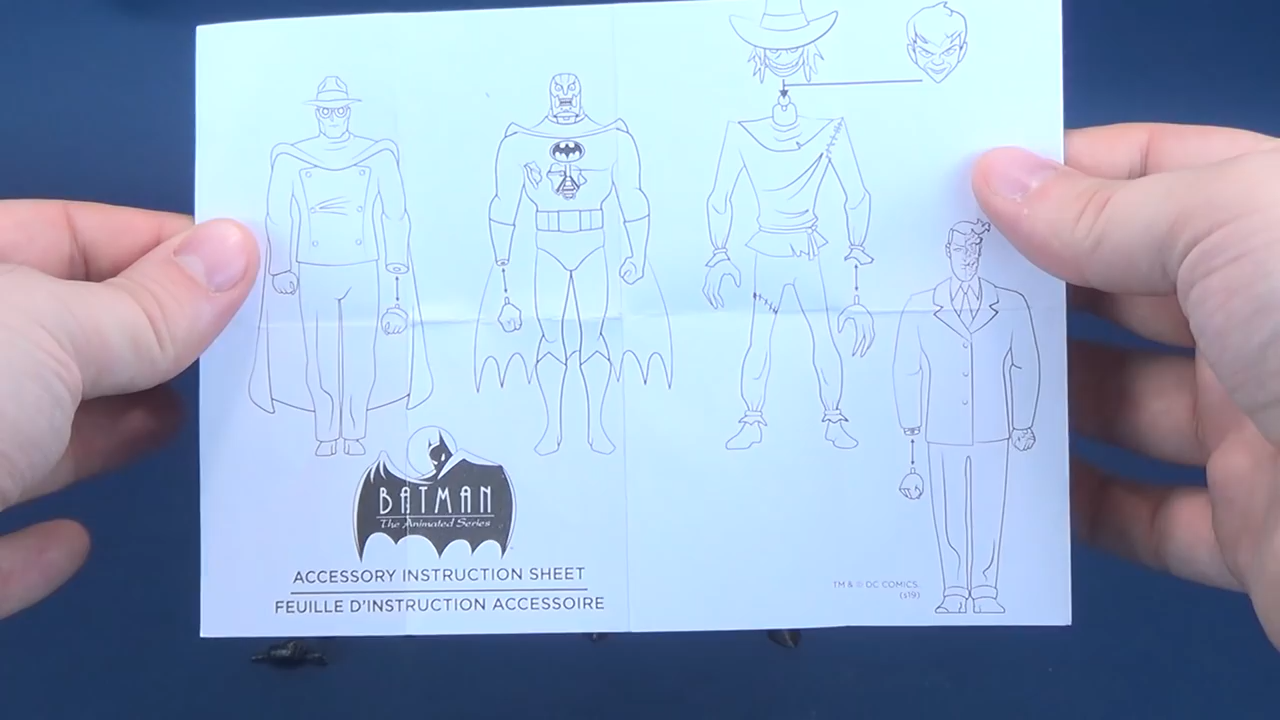 BATMAN
The Animated Series
ACCESSORY INSTRUCTION SHEET
FEUILLE D'INSTRUCTION ACCESSOIRE
TM & © DC COMICS.
(s19)